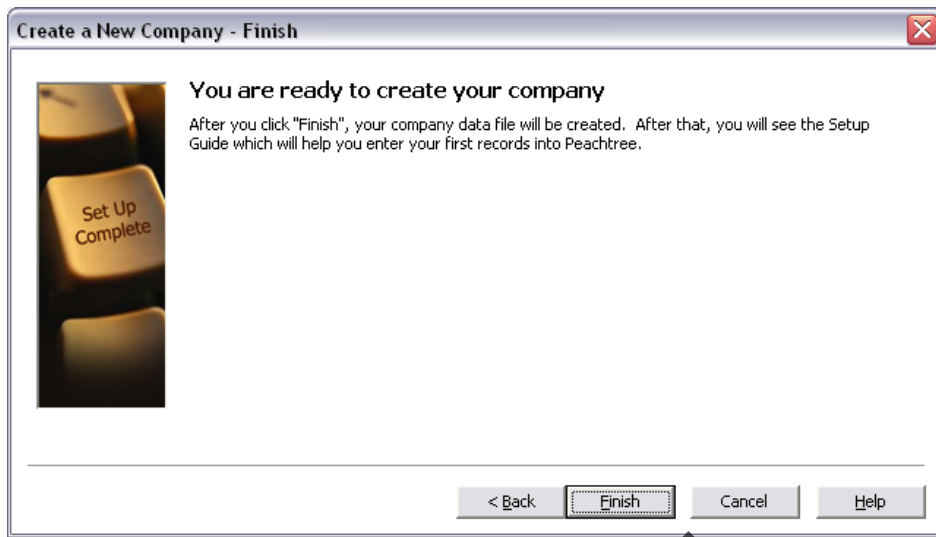 Create a New Company - Finish
You are ready to create your company
After you click "Finish", your company data file will be created.  After that, you will see the Setup
Guide which will help you enter your first records into Peachtree.
Set Up
Complete
< Back
Finish
Cancel
Help